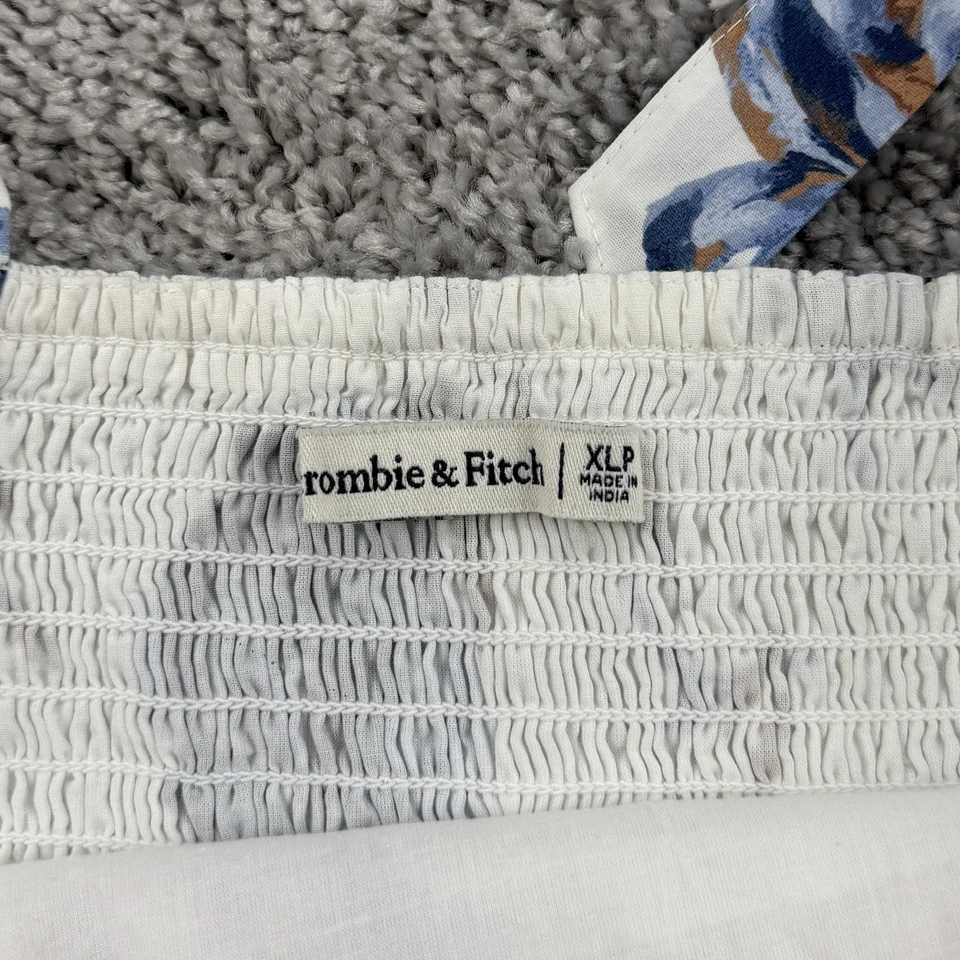 rombie & Fitch | XLP
MADE IN
INDIA